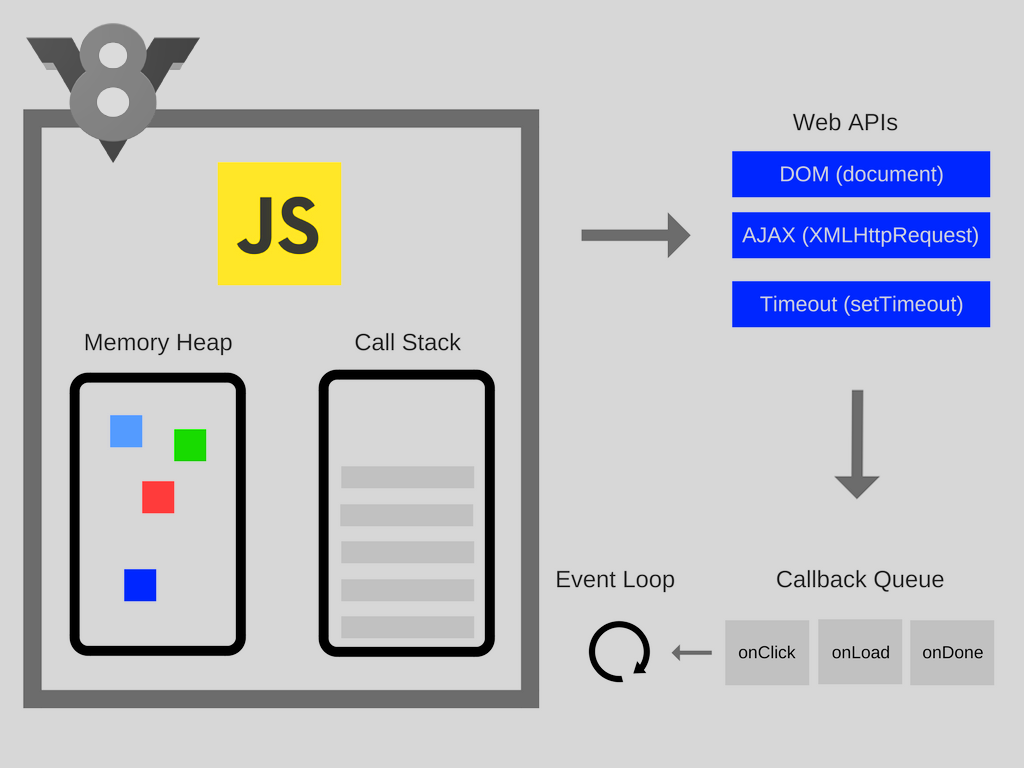 V8
JS
Memory Heap
Call Stack
Web APIs
DOM (document)
AJAX (XMLHttpRequest)
Timeout (setTimeout)
Event Loop
Callback Queue
onClick
onLoad
onDone